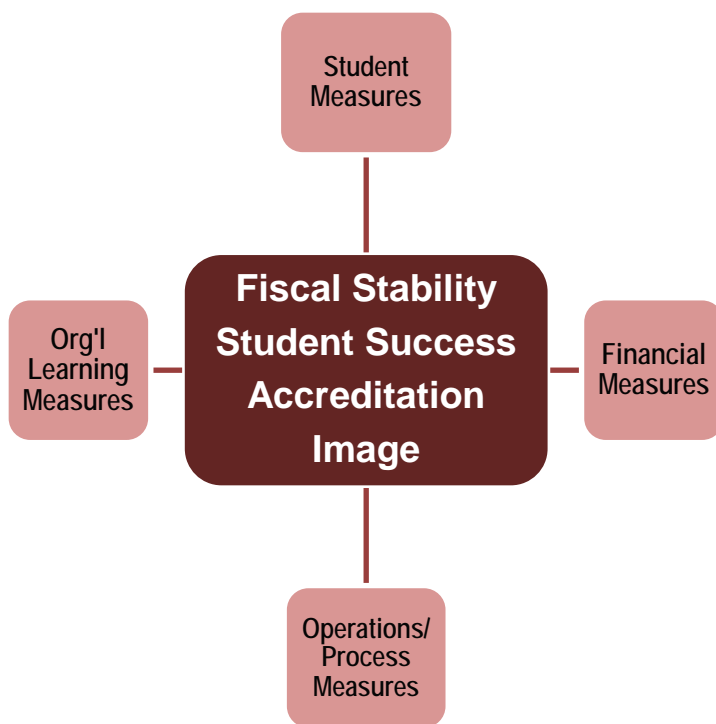 Student
Measures
Fiscal Stability
Student Success
Accreditation
Image
Org'l
Learning
Measures
Financial
Measures
Operations/
Process
Measures